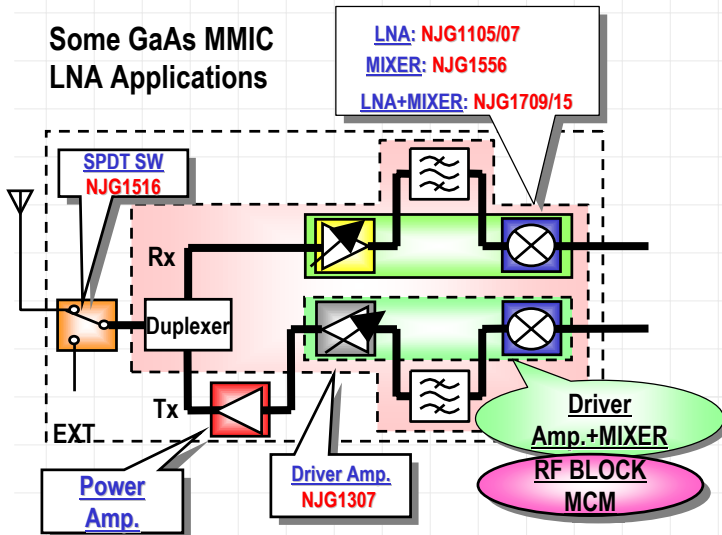 Some GaAs MMIC
LNA Applications
LNA: NJG1105/07
MIXER: NJG1556
LNA+MIXER: NJG1709/15
SPDT SW
NJG1516
Rx
Duplexer
Tx
EXT
Driver
Amp.+MIXER
Power
Amp.
Driver Amp.
NJG1307
RF BLOCK
MCM